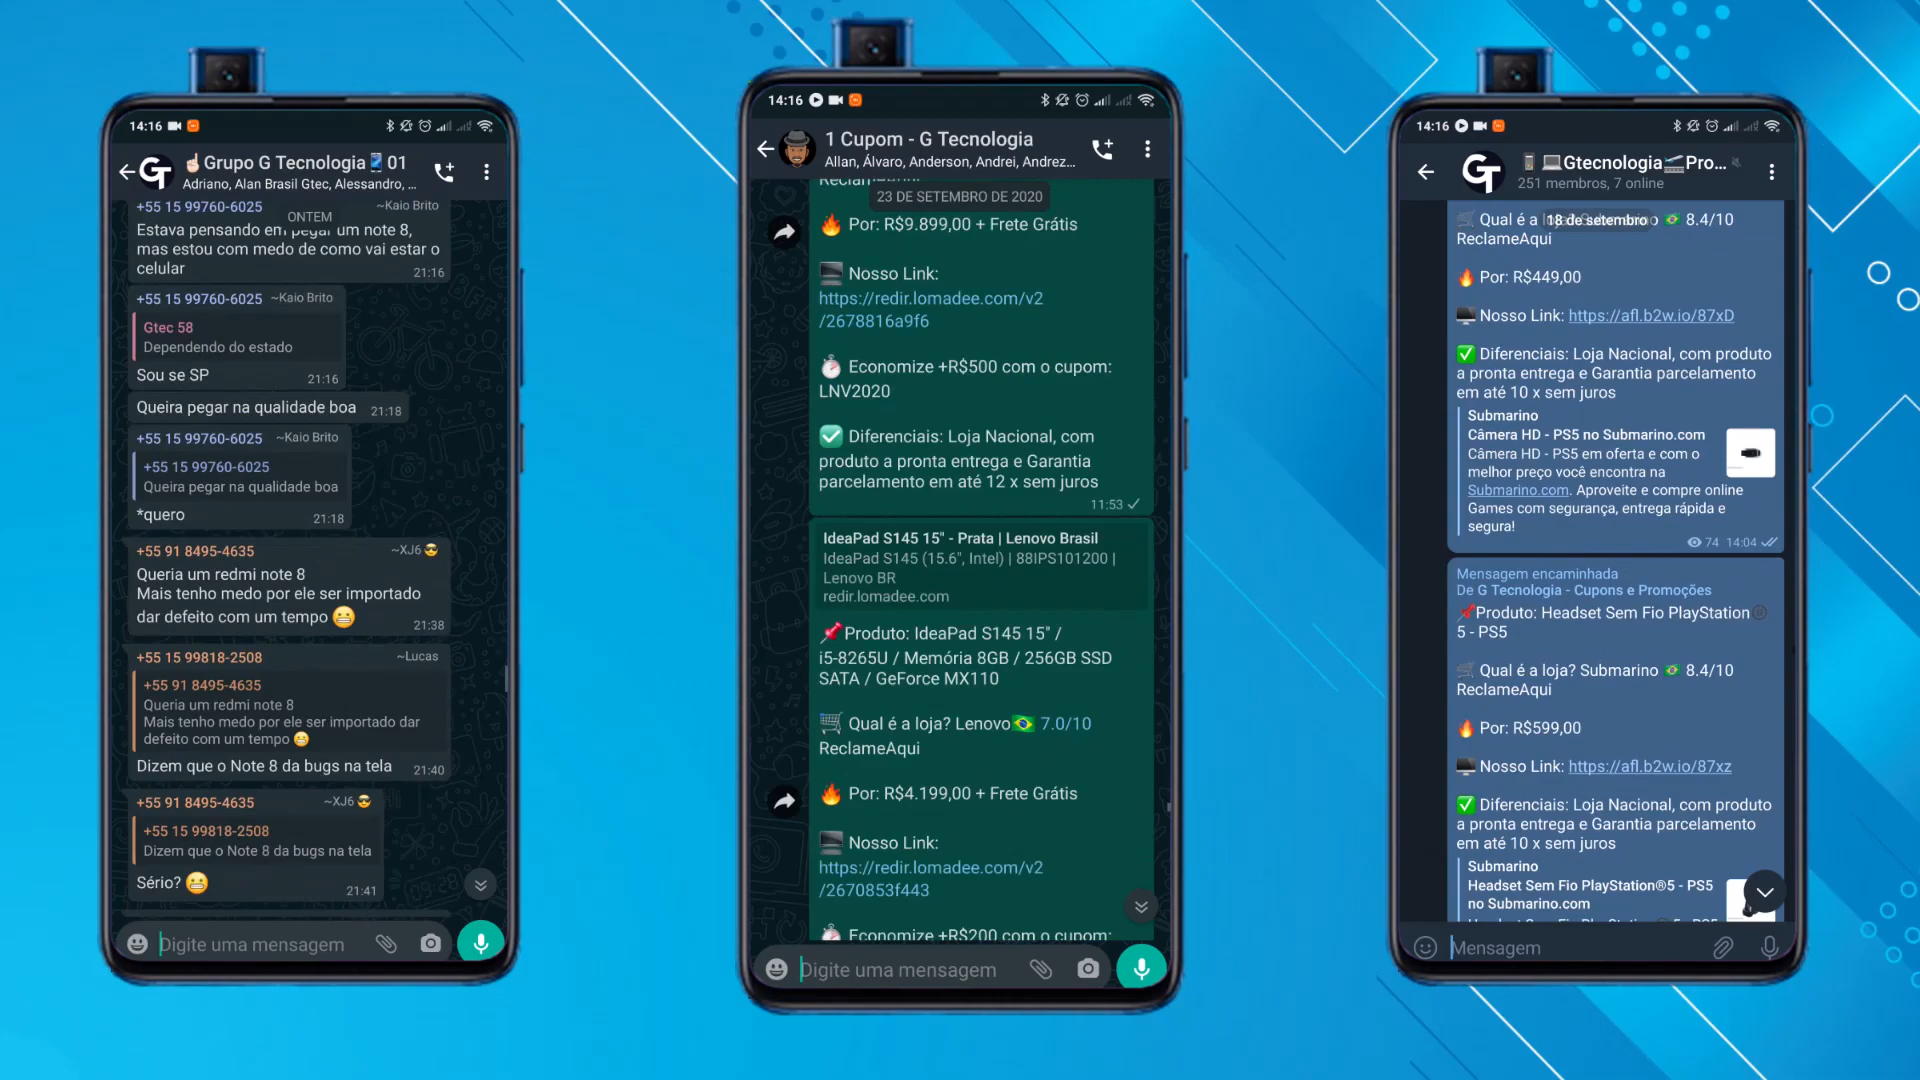 14:16
Grupo G Tecnologia 01
Adriano, Alan Brasil Gtec, Alessandro, ...
+55 15 99760-6025 ~Kaio Brito
ONTEM
Estava pensando em pegar um note 8,
mas estou com medo de como vai estar o
celular
21:16
+55 15 99760-6025 ~Kaio Brito
Gtec 58
Dependendo do estado
Sou se SP 21:16
Queira pegar na qualidade boa 21:18
+55 15 99760-6025 ~Kaio Brito
+55 15 99760-6025
Queira pegar na qualidade boa
*quero 21:18
+55 91 8495-4635 ~XJ6 😎
Queria um redmi note 8
Mais tenho medo por ele ser importado
dar defeito com um tempo 😬 21:38
+55 15 99818-2508 ~Lucas
+55 91 8495-4635
Queria um redmi note 8
Mais tenho medo por ele ser importado dar
defeito com um tempo 😬
Dizem que o Note 8 da bugs na tela 21:40
+55 91 8495-4635 ~XJ6 😎
+55 15 99818-2508
Dizem que o Note 8 da bugs na tela
Sério? 😬 21:41
Digite uma mensagem
14:16
1 Cupom - G Tecnologia
Allan, Álvaro, Anderson, Andrei, Andrez...
23 DE SETEMBRO DE 2020
🔥 Por: R$9.899,00 + Frete Grátis
💻 Nosso Link:
https://redir.lomadee.com/v2
/2678816a9f6
⏱ Economize +R$500 com o cupom:
LNV2020
✅ Diferenciais: Loja Nacional, com
produto a pronta entrega e Garantia
parcelamento em até 12 x sem juros
11:53
IdeaPad S145 15" - Prata | Lenovo Brasil
IdeaPad S145 (15.6", Intel) | 88IPS101200 |
Lenovo BR
redir.lomadee.com
📌Produto: IdeaPad S145 15" /
i5-8265U / Memória 8GB / 256GB SSD
SATA / GeForce MX110
🛒 Qual é a loja? Lenovo🇧🇷 7.0/10
ReclameAqui
🔥 Por: R$4.199,00 + Frete Grátis
💻 Nosso Link:
https://redir.lomadee.com/v2
/2670853f443
⏱ Economize +R$200 com o cupom:
Digite uma mensagem
14:16
GT Gtecnologia Pro...
251 membros, 7 online
18 de setembro
🛒 Qual é a 🇧🇷 8.4/10
ReclameAqui
🔥 Por: R$449,00
🖥 Nosso Link: https://afl.b2w.io/87xD
✅ Diferenciais: Loja Nacional, com produto
a pronta entrega e Garantia parcelamento
em até 10 x sem juros
Submarino
Câmera HD - PS5 no Submarino.com
Câmera HD - PS5 em oferta e com o
melhor preço você encontra na
Submarino.com. Aproveite e compre online
Games com segurança, entrega rápida e
segura!
74 14:04
Mensagem encaminhada
De G Tecnologia - Cupons e Promoções
📌Produto: Headset Sem Fio PlayStation®
5 - PS5
🛒 Qual é a loja? Submarino 🇧🇷 8.4/10
ReclameAqui
🔥 Por: R$599,00
🖥 Nosso Link: https://afl.b2w.io/87xz
✅ Diferenciais: Loja Nacional, com produto
a pronta entrega e Garantia parcelamento
em até 10 x sem juros
Submarino
Headset Sem Fio PlayStation®5 - PS5
no Submarino.com
Mensagem